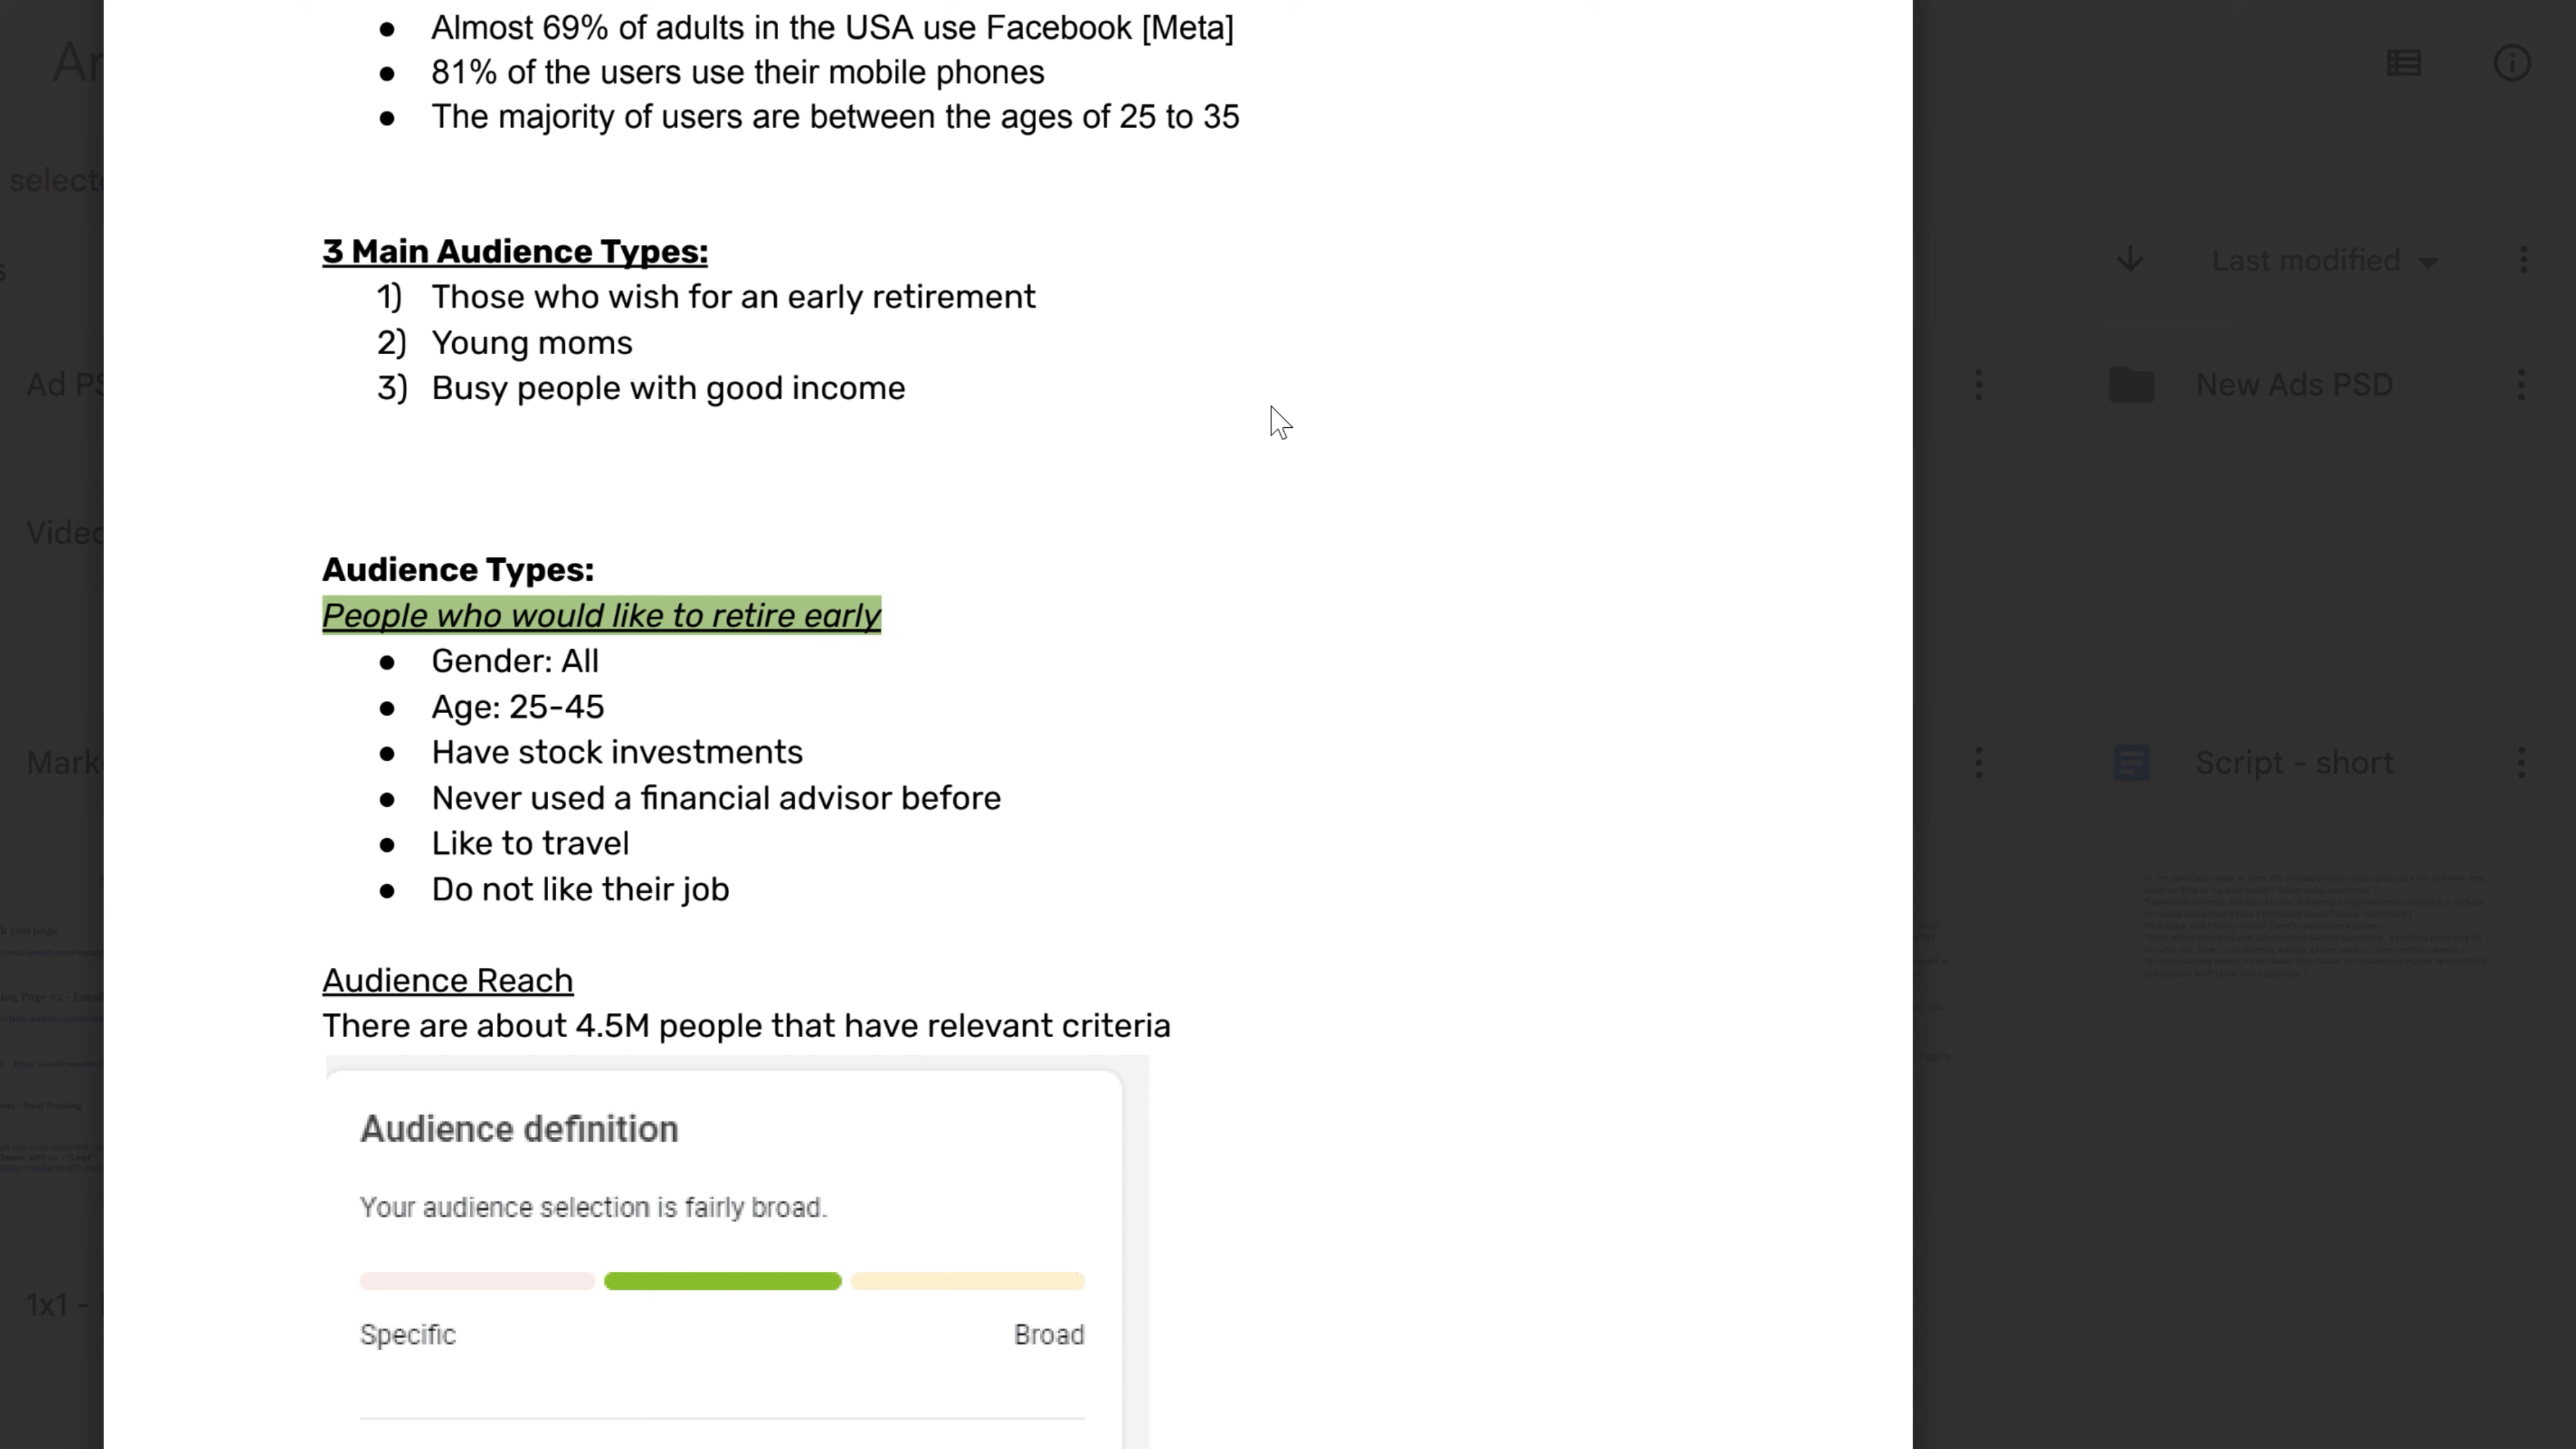 Almost 69% of adults in the USA use Facebook [Meta]
81% of the users use their mobile phones
The majority of users are between the ages of 25 to 35
3 Main Audience Types:
1) Those who wish for an early retirement
2) Young moms
3) Busy people with good income
Audience Types:
People who would like to retire early
Gender: All
Age: 25-45
Have stock investments
Never used a financial advisor before
Like to travel
Do not like their job
Audience Reach
There are about 4.5M people that have relevant criteria
Audience definition
Your audience selection is fairly broad.
Specific
Broad
Last modified
Ad PS
New Ads PSD
Video
Mark
Script - short
1x1 -